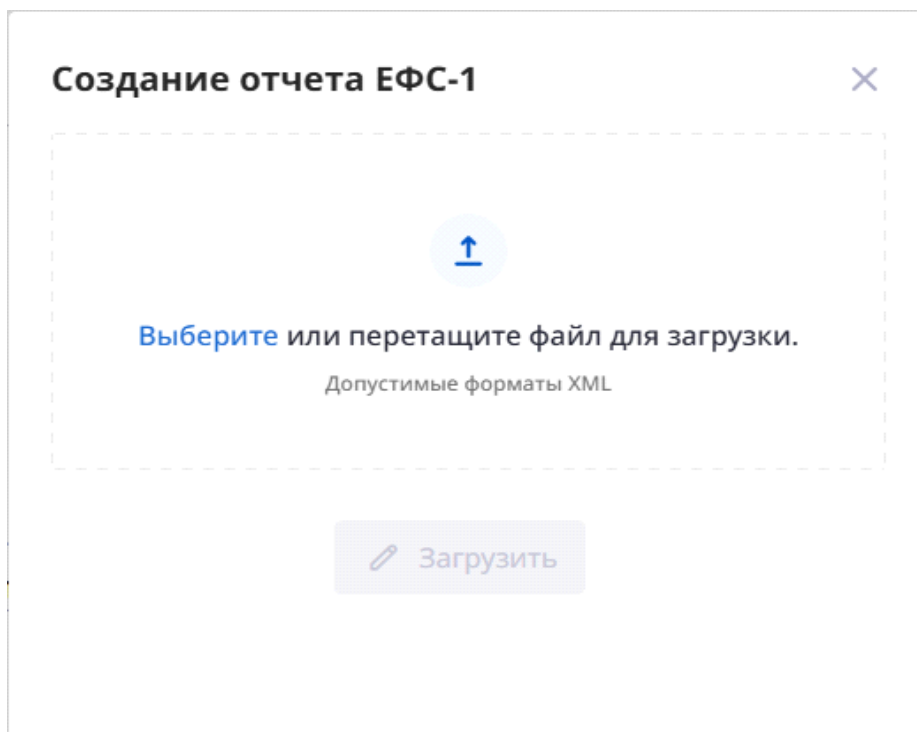 Создание отчета ЕФС-1
Выберите или перетащите файл для загрузки.
Допустимые форматы XML
Загрузить